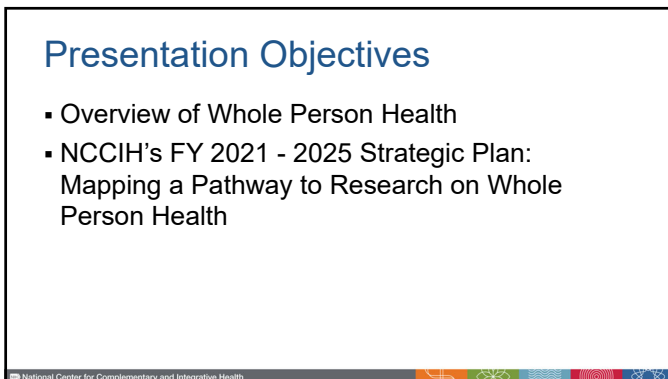 Presentation Objectives
▪ Overview of Whole Person Health
▪ NCCIH's FY 2021 - 2025 Strategic Plan:
Mapping a Pathway to Research on Whole
Person Health
National Center for Complementary and Integrative Health